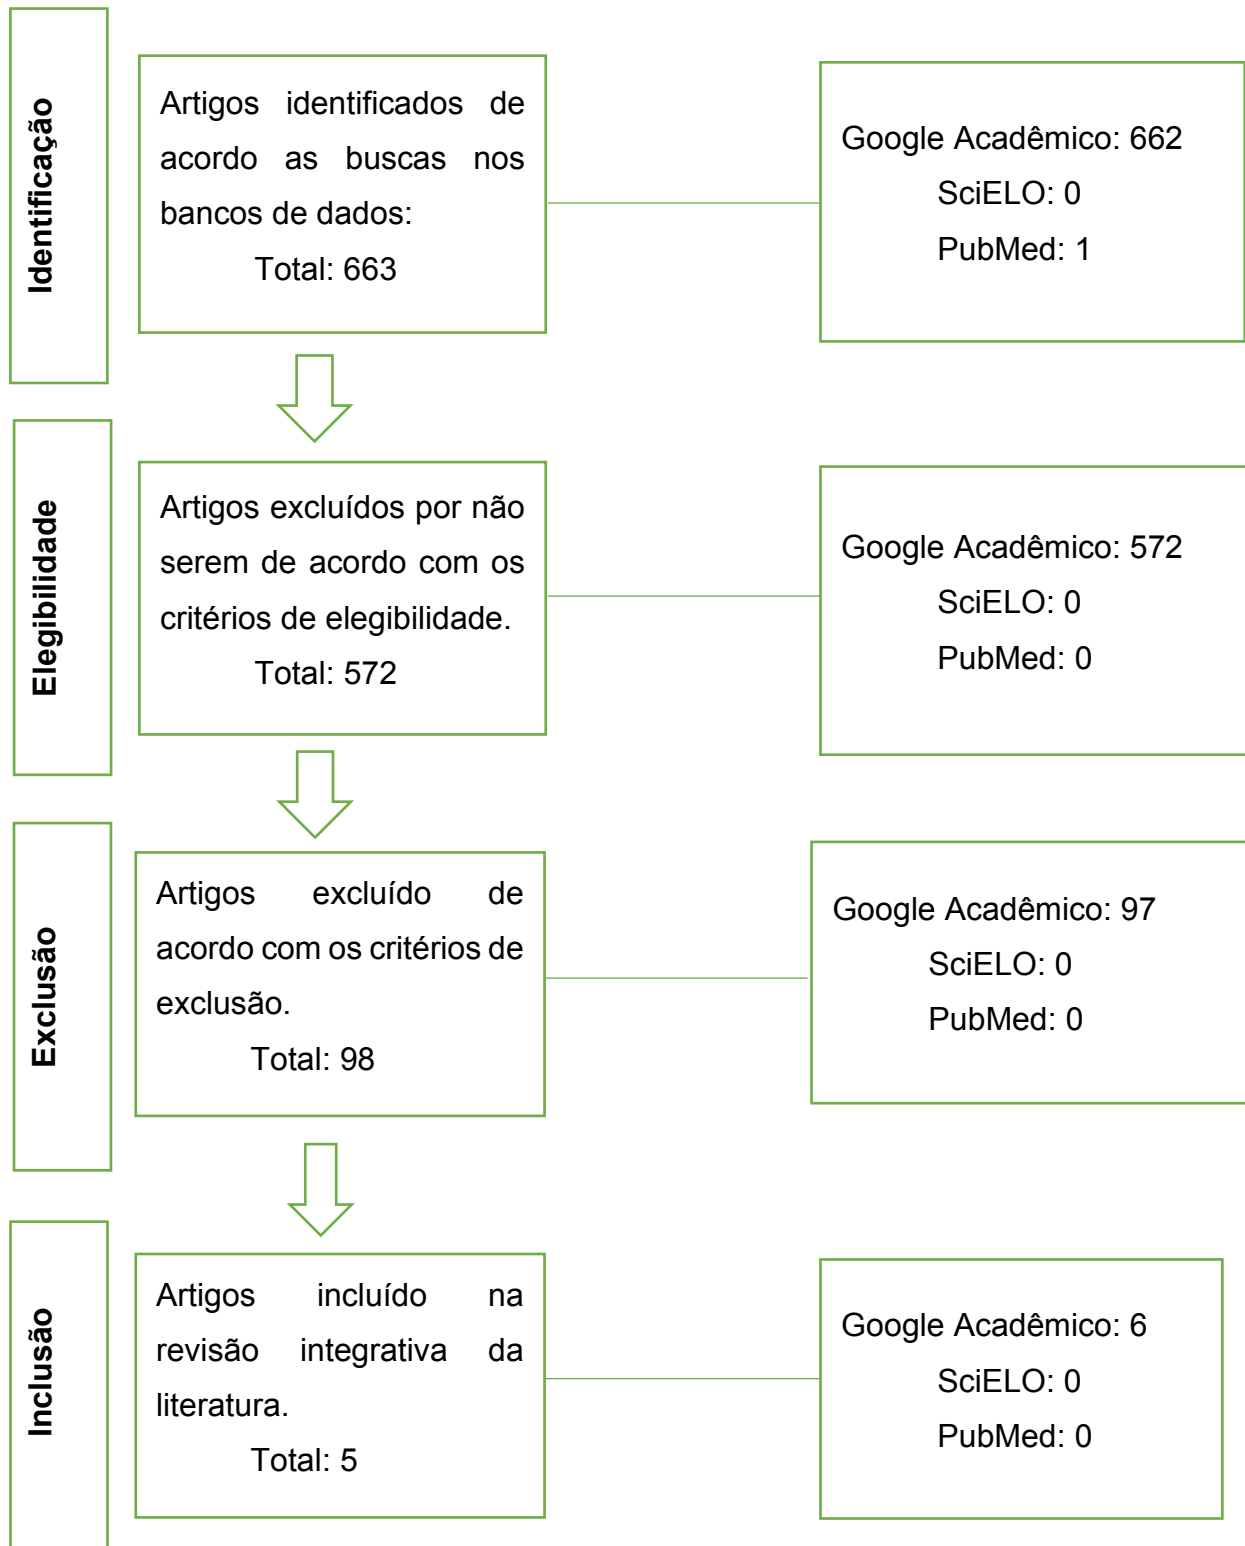 Identificação
Artigos identificados de
acordo as buscas nos
bancos de dados:
Total: 663
Google Acadêmico: 662
SciELO: 0
PubMed: 1
Elegibilidade
Artigos excluídos por não
serem de acordo com os
critérios de elegibilidade.
Total: 572
Google Acadêmico: 572
SciELO: 0
PubMed: 0
Exclusão
Artigos excluído de
acordo com os critérios de
exclusão.
Total: 98
Google Acadêmico: 97
SciELO: 0
PubMed: 0
Inclusão
Artigos incluído na
revisão integrativa da
literatura.
Total: 5
Google Acadêmico: 6
SciELO: 0
PubMed: 0